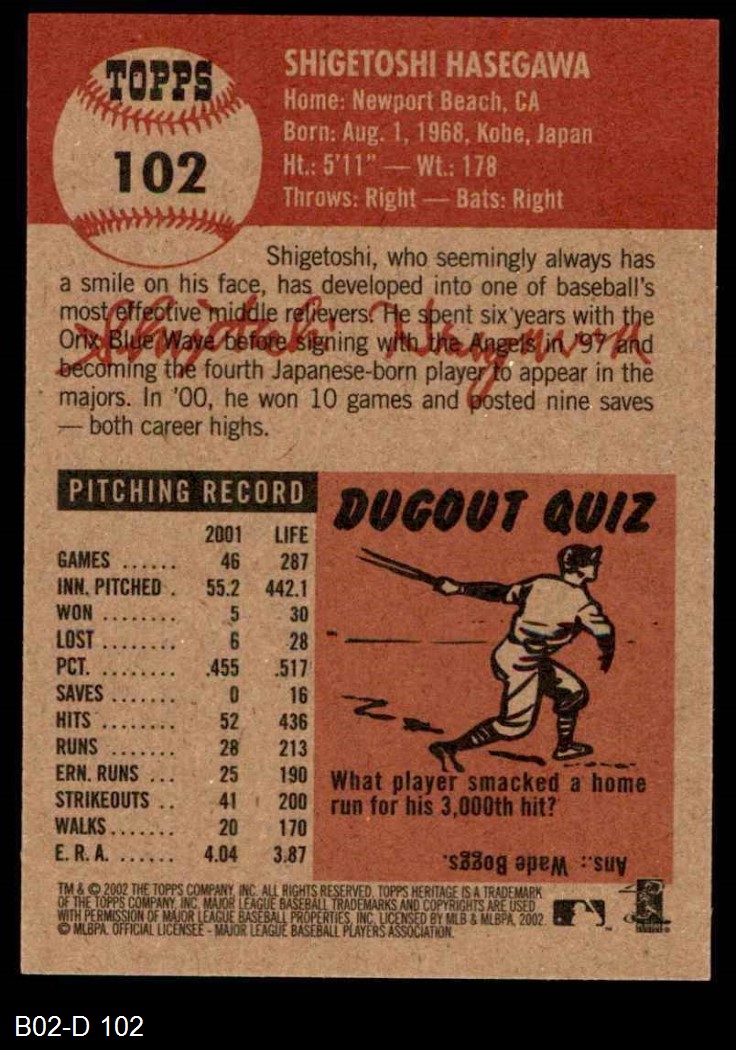 TOPPS
102
SHIGETOSHI HASEGAWA
Home: Newport Beach, CA
Born: Aug. 1, 1968, Kobe, Japan
Ht.: 5'11" — Wt.: 178
Throws: Right — Bats: Right
Shigetoshi, who seemingly always has
a smile on his face, has developed into one of baseball's
most effective middle relievers. He spent six years with the
Orix Blue Wave before signing with the Angels in '97 and
becoming the fourth Japanese-born player to appear in the
majors. In '00, he won 10 games and posted nine saves
— both career highs.
Shigetoshi Hasegawa
PITCHING RECORD
2001 LIFE
GAMES ...... 46 287
INN. PITCHED . 55.2 442.1
WON ........ 5 30
LOST ........ 6 28
PCT. ........ .455 .517
SAVES ....... 0 16
HITS ........ 52 436
RUNS ....... 28 213
ERN. RUNS ... 25 190
STRIKEOUTS .. 41 200
WALKS....... 20 170
E. R. A. ...... 4.04 3.87
DUGOUT QUIZ
What player smacked a home
run for his 3,000th hit?
Ans.: Wade Boggs.
TM & © 2002 THE TOPPS COMPANY, INC. ALL RIGHTS RESERVED. TOPPS HERITAGE IS A TRADEMARK
OF THE TOPPS COMPANY, INC. MAJOR LEAGUE BASEBALL TRADEMARKS AND COPYRIGHTS ARE USED
WITH PERMISSION OF MAJOR LEAGUE BASEBALL PROPERTIES, INC. LICENSED BY MLB & MLBPA, 2002
© MLBPA. OFFICIAL LICENSEE - MAJOR LEAGUE BASEBALL PLAYERS ASSOCIATION.
B02-D 102